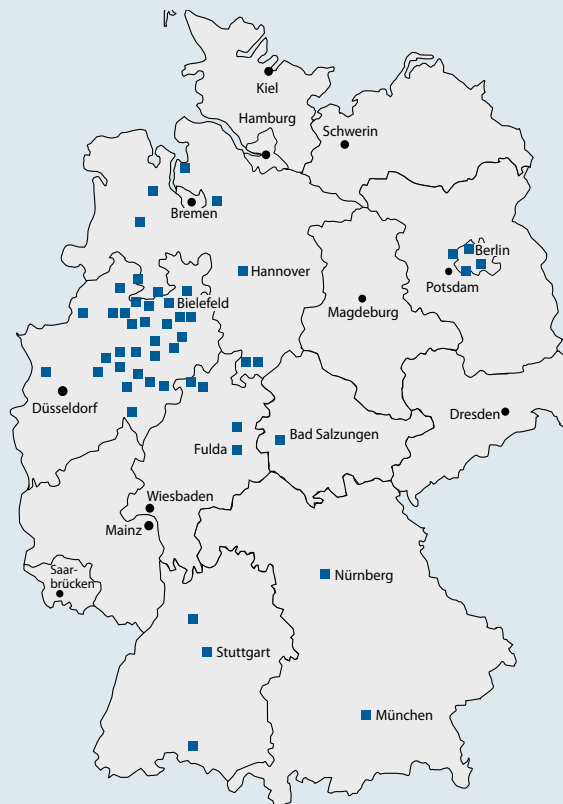 Kiel
Hamburg
Schwerin
Bremen
Berlin
Hannover
Potsdam
Bielefeld
Magdeburg
Düsseldorf
Dresden
Bad Salzungen
Fulda
Wiesbaden
Mainz
Saar-
brücken
Nürnberg
Stuttgart
München